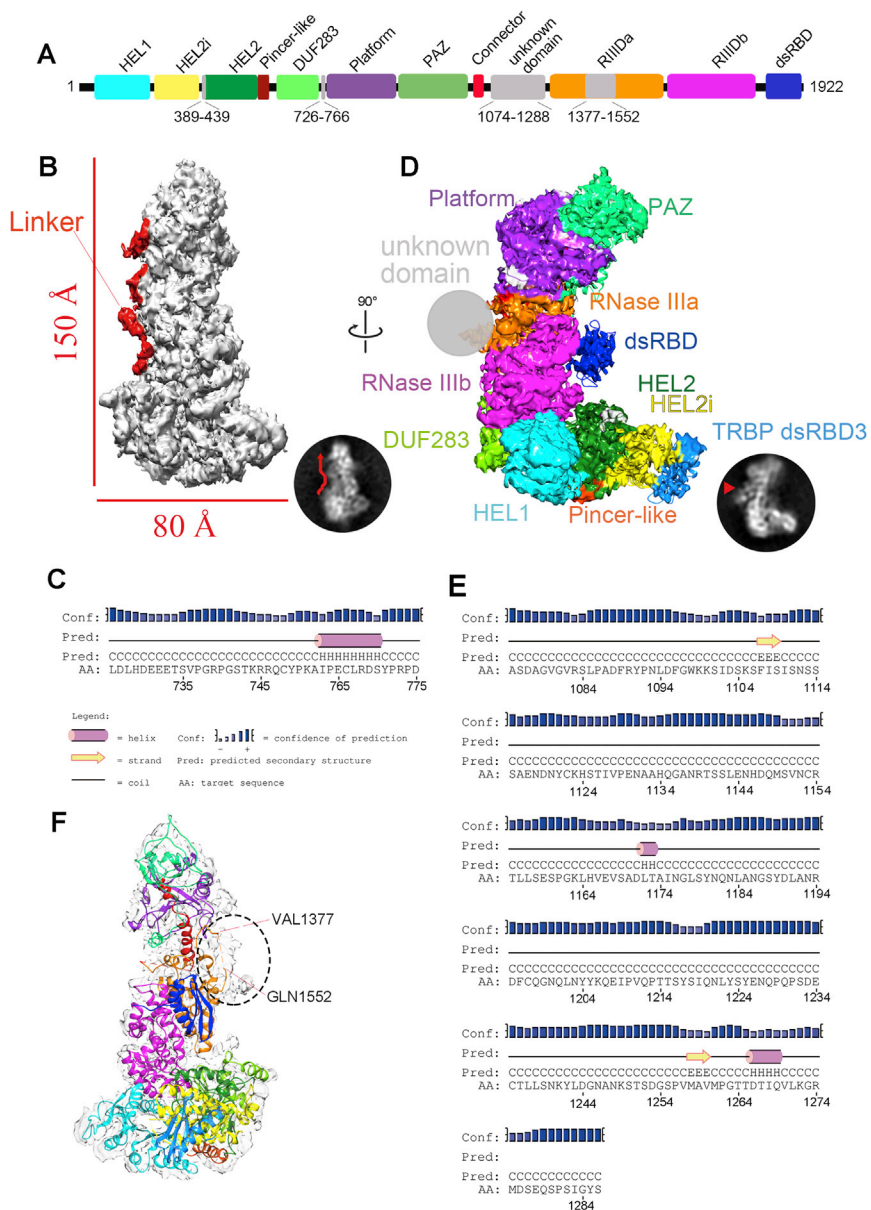 A
HEL1
HEL2i
HEL2
Pincer-like
DUF283
Platform
PAZ
Connector
unknown
domain
RIIIDa
RIIIDb
dsRBD
1
1922
389-439
726-766
1074-1288
1377-1552
B
Linker
150 Å
80 Å
90°
D
Platform
PAZ
unknown
domain
RNase IIIa
dsRBD
RNase IIIb
HEL2
HEL2i
DUF283
TRBP dsRBD3
HEL1
Pincer-like
C
Conf:
Pred:
Pred: CCCCCCCCCCCCCCCCCCCCCCCCCCCHHHHHHHHCCCCC
AA: LDLHDEEETSVPGRPGSTKRRQCYPKAIPECLRDSYPRPD
735 745 755 765 775
Legend:
= helix Conf: - + = confidence of prediction
= strand Pred: predicted secondary structure
= coil AA: target sequence
E
Conf:
Pred:
Pred: CCCCCCCCCCCCCCCCCCCCCCCCCCCCCCCCEEECCCCC
AA: ASDAGVGVRSLPADFRYPNLDFGWKKSIDSKSFISISNSS
1084 1094 1104 1114
Conf:
Pred:
Pred: CCCCCCCCCCCCCCCCCCCCCCCCCCCCCCCCCCCCCCCC
AA: SAENDNYCKHSTIVPENAAHQGANRTSSLENHDQMSVNCR
1124 1134 1144 1154
Conf:
Pred:
Pred: CCCCCCCCCCCCCCCCCHHCCCCCCCCCCCCCCCCCCCCC
AA: TLLSESPGKLHVEVSADLTAINGLSYNQNLANGSYDLANR
1164 1174 1184 1194
Conf:
Pred:
Pred: CCCCCCCCCCCCCCCCCCCCCCCCCCCCCCCCCCCCCCCC
AA: DFCQGNQLNYYKQEIPVQPTTSYSIQNLYSYENQPQPSDE
1204 1214 1224 1234
Conf:
Pred:
Pred: CCCCCCCCCCCCCCCCCCCCCCCEEECCCCCHHHHCCCCC
AA: CTLLSNKYLDGNANKSTSDGSPVMAVMPGTTDTIQVLKGR
1244 1254 1264 1274
Conf:
Pred:
Pred: CCCCCCCCCCCC
AA: MDSEQSPSIGYS
1284
F
VAL1377
GLN1552